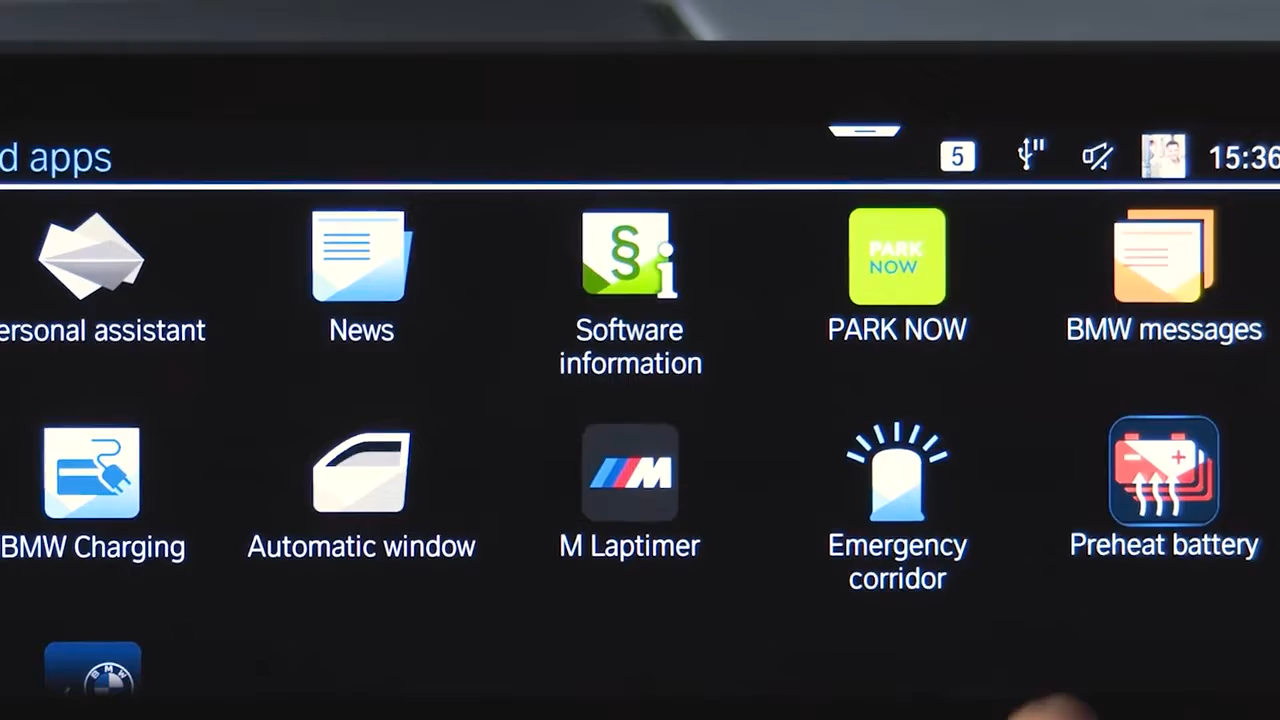 d apps
5
15:36
§
i
PARK
NOW
ersonal assistant
News
Software
information
PARK NOW
BMW messages
M
BMW Charging
Automatic window
M Laptimer
Emergency
corridor
Preheat battery
BMW